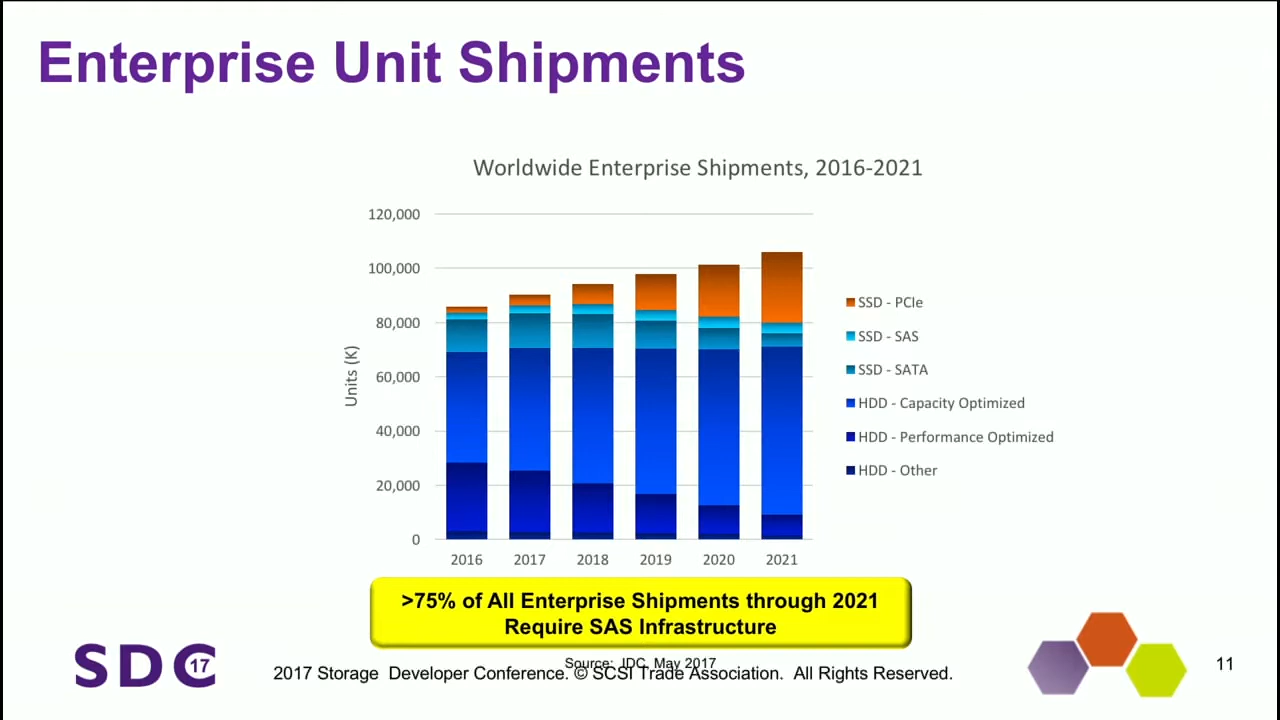 Enterprise Unit Shipments
Worldwide Enterprise Shipments, 2016-2021
120,000
100,000
80,000
60,000
40,000
20,000
0
Units (K)
2016 2017 2018 2019 2020 2021
SSD - PCIe
SSD - SAS
SSD - SATA
HDD - Capacity Optimized
HDD - Performance Optimized
HDD - Other
>75% of All Enterprise Shipments through 2021
Require SAS Infrastructure
Source: IDC, May 2017
SDC 17
2017 Storage Developer Conference. © SCSI Trade Association. All Rights Reserved.
11